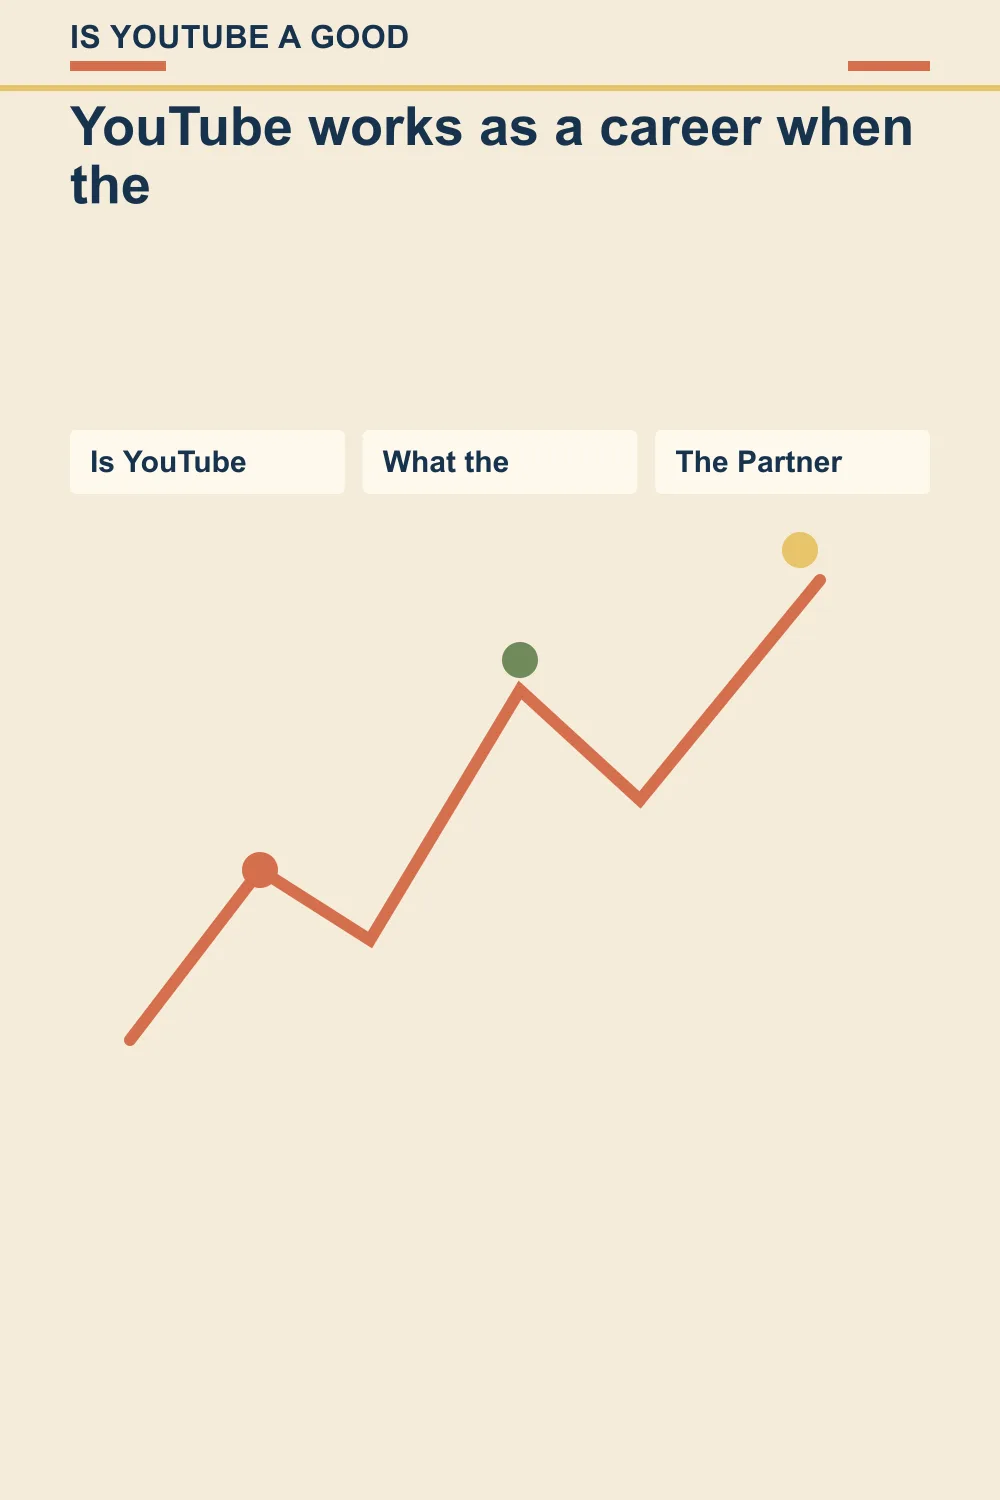 IS YOUTUBE A GOOD
YouTube works as a career when
the
Is YouTube
What the
The Partner